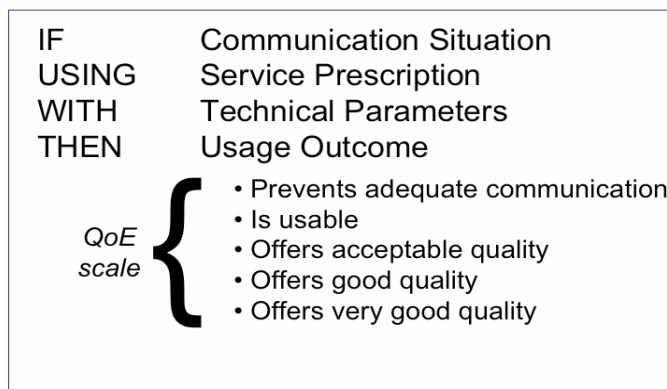 IF Communication Situation
USING Service Prescription
WITH Technical Parameters
THEN Usage Outcome
QoE
scale
{
• Prevents adequate communication
• Is usable
• Offers acceptable quality
• Offers good quality
• Offers very good quality